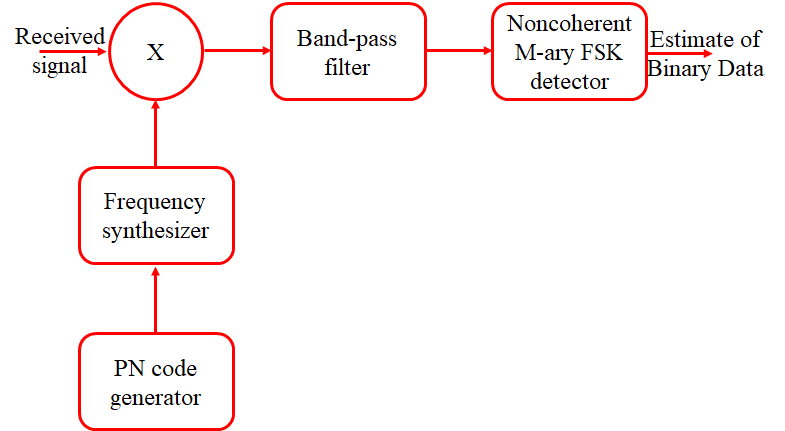 Received
signal
X
Band-pass
filter
Noncoherent
M-ary FSK
detector
Estimate of
Binary Data
Frequency
synthesizer
PN code
generator